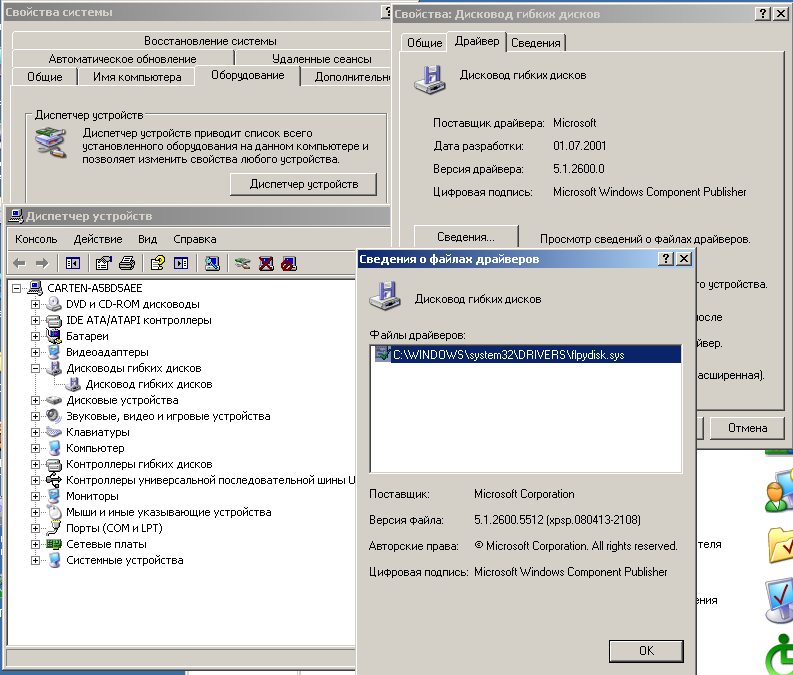 Свойства системы
Восстановление системы
Автоматическое обновление
Удаленные сеансы
Общие
Имя компьютера
Оборудование
Дополнительно
Диспетчер устройств
Диспетчер устройств приводит список всего
установленного оборудования на данном компьютере и
позволяет изменить свойства любого устройства.
Диспетчер устройств
Свойства: Дисковод гибких дисков
Общие
Драйвер
Сведения
Дисковод гибких дисков
Поставщик драйвера: Microsoft
Дата разработки: 01.07.2001
Версия драйвера: 5.1.2600.0
Цифровая подпись: Microsoft Windows Component Publisher
Сведения...
Просмотр сведений о файлах драйверов.
го устройства.
после
йвер.
асширенная).
Отмена
Диспетчер устройств
Консоль Действие Вид Справка
CARTEN-A5BD5AEE
DVD и CD-ROM дисководы
IDE ATA/ATAPI контроллеры
Батареи
Видеоадаптеры
Дисководы гибких дисков
Дисковод гибких дисков
Дисковые устройства
Звуковые, видео и игровые устройства
Клавиатуры
Компьютер
Контроллеры гибких дисков
Контроллеры универсальной последовательной шины U
Мониторы
Мыши и иные указывающие устройства
Порты (COM и LPT)
Сетевые платы
Системные устройства
Сведения о файлах драйверов
Дисковод гибких дисков
Файлы драйверов:
C:\WINDOWS\system32\DRIVERS\flpydisk.sys
Поставщик: Microsoft Corporation
Версия файла: 5.1.2600.5512 (xpsp.080413-2108)
Авторские права: © Microsoft Corporation. All rights reserved.
Цифровая подпись: Microsoft Windows Component Publisher
OK
теля
ния